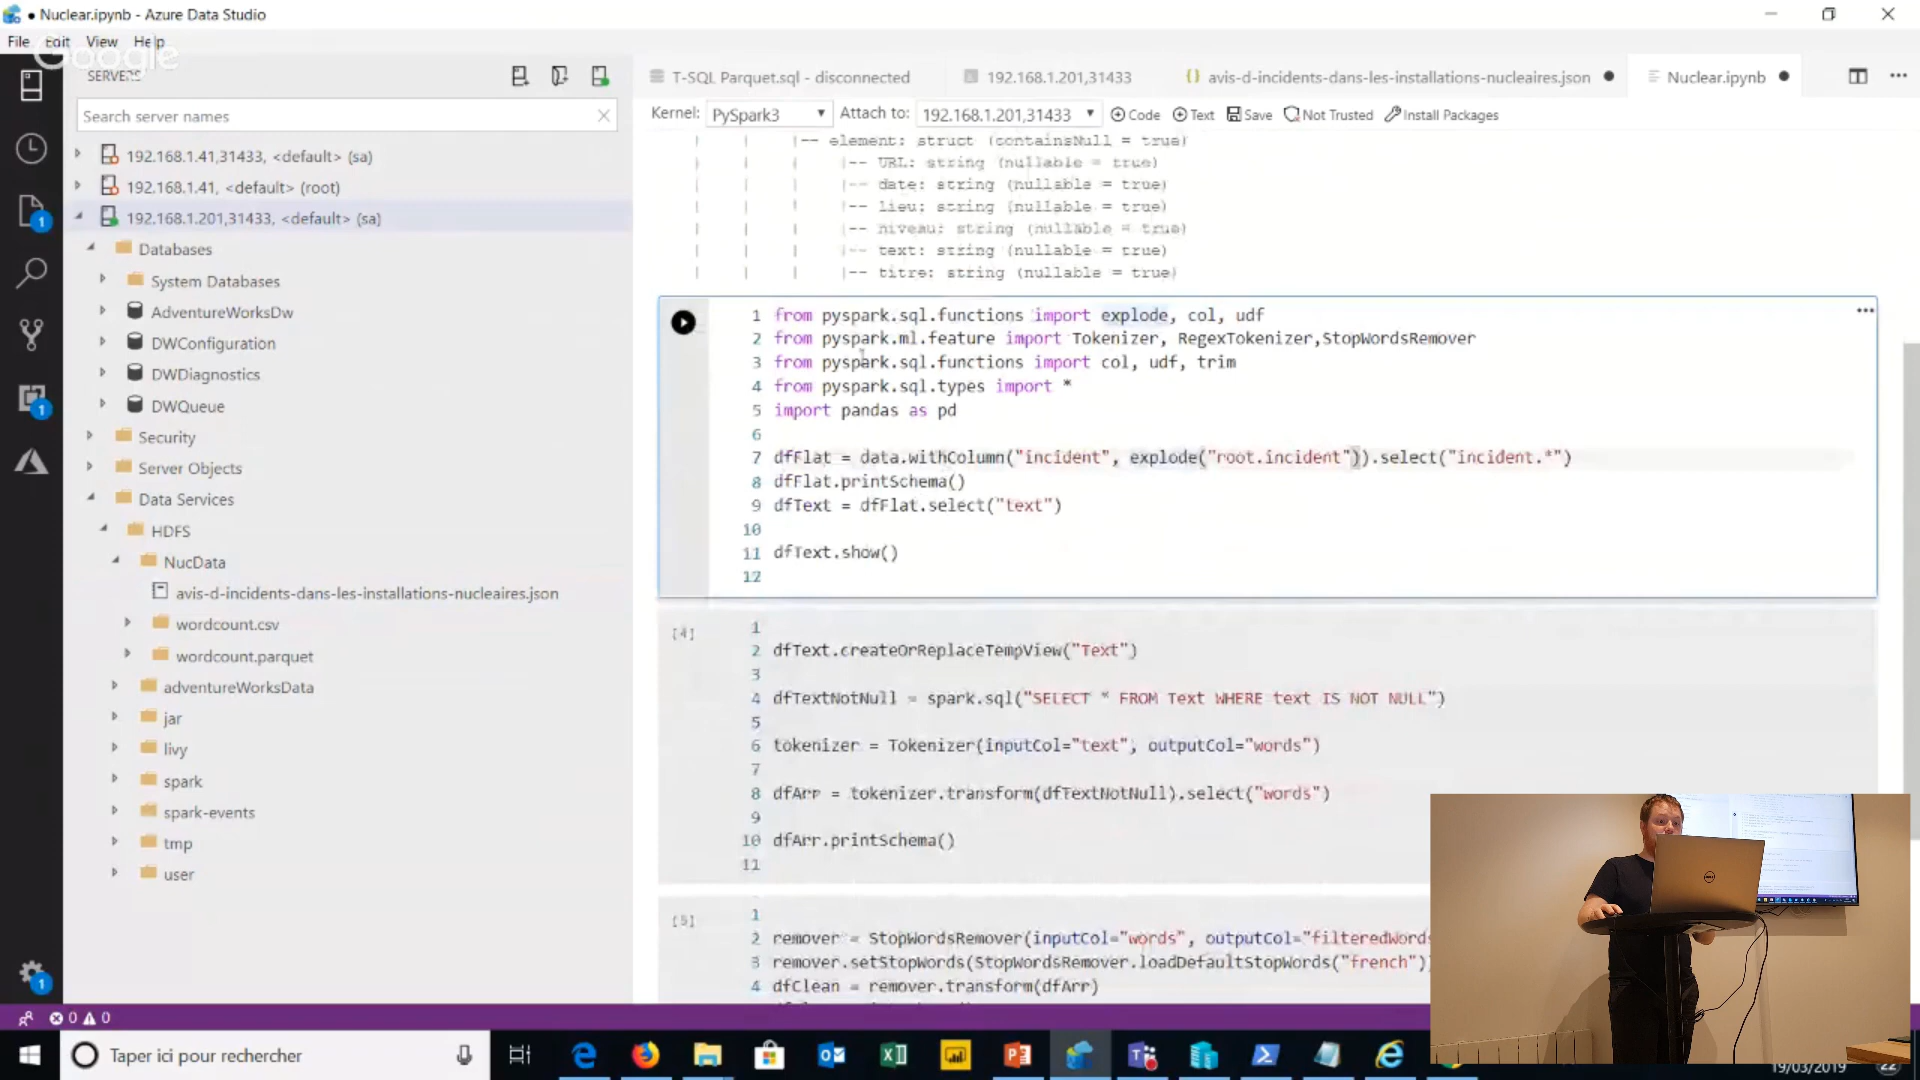 Nuclear.ipynb - Azure Data Studio
File Edit View Help
Google
SERVERS
Search server names
192.168.1.41,31433, <default> (sa)
192.168.1.41, <default> (root)
192.168.1.201,31433, <default> (sa)
Databases
System Databases
AdventureWorksDw
DWConfiguration
DWDiagnostics
DWQueue
Security
Server Objects
Data Services
HDFS
NucData
avis-d-incidents-dans-les-installations-nucleaires.json
wordcount.csv
wordcount.parquet
adventureWorksData
jar
livy
spark
spark-events
tmp
user
T-SQL Parquet.sql - disconnected
192.168.1.201,31433
avis-d-incidents-dans-les-installations-nucleaires.json
Nuclear.ipynb
Kernel: PySpark3 Attach to: 192.168.1.201,31433 Code Text Save Not Trusted Install Packages
| | | |-- element: struct (containsNull = true)
| | | |-- URL: string (nullable = true)
| | | |-- date: string (nullable = true)
| | | |-- lieu: string (nullable = true)
| | | |-- niveau: string (nullable = true)
| | | |-- text: string (nullable = true)
| | | |-- titre: string (nullable = true)
1 from pyspark.sql.functions import explode, col, udf
2 from pyspark.ml.feature import Tokenizer, RegexTokenizer,StopWordsRemover
3 from pyspark.sql.functions import col, udf, trim
4 from pyspark.sql.types import *
5 import pandas as pd
6
7 dfFlat = data.withColumn("incident", explode("root.incident")).select("incident.*")
8 dfFlat.printSchema()
9 dfText = dfFlat.select("text")
10
11 dfText.show()
12
[4]
1
2 dfText.createOrReplaceTempView("Text")
3
4 dfTextNotNull = spark.sql("SELECT * FROM Text WHERE text IS NOT NULL")
5
6 tokenizer = Tokenizer(inputCol="text", outputCol="words")
7
8 dfArr = tokenizer.transform(dfTextNotNull).select("words")
9
10 dfArr.printSchema()
11
[5]
1
2 remover = StopWordsRemover(inputCol="words", outputCol="filteredWords
3 remover.setStopWords(StopWordsRemover.loadDefaultStopWords("french")
4 dfClean = remover.transform(dfArr)
0 0
Taper ici pour rechercher
19/03/2019
22